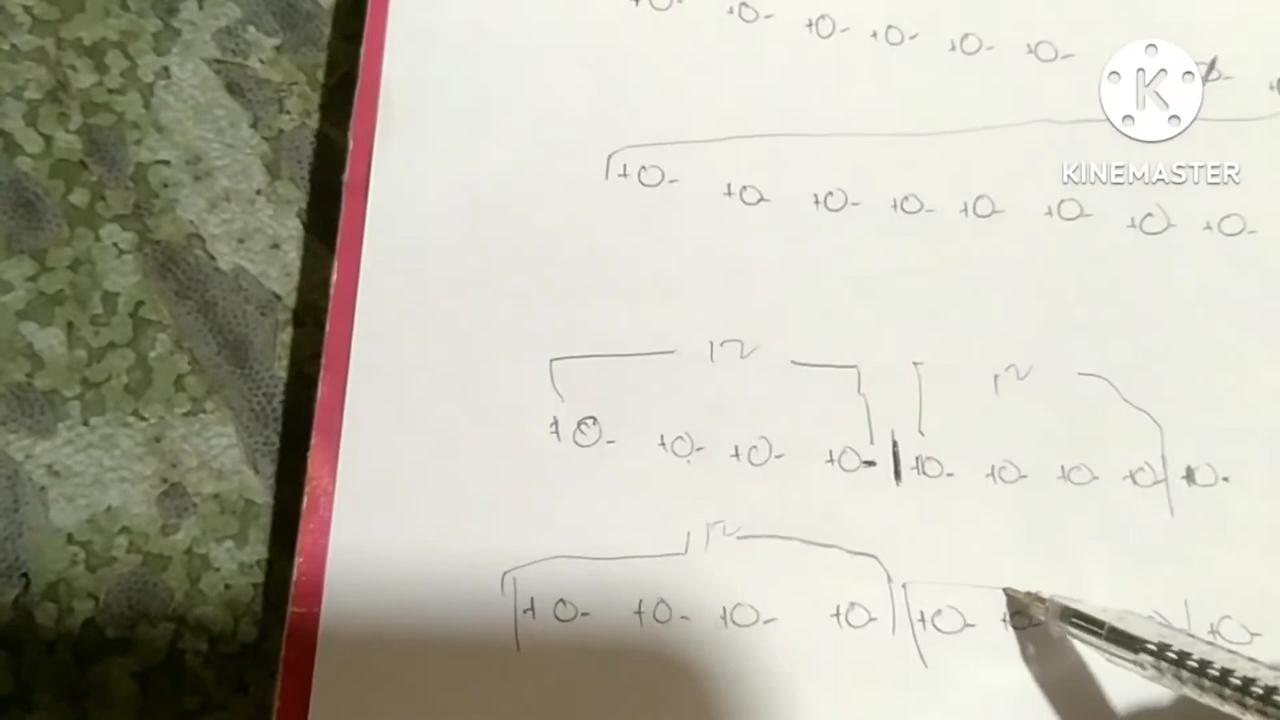 +O- +O- +O- +O- +O- +O-
K
KINEMASTER
+O- +O +O- +O- +O +O +O +O-
12 12
+O- +O- +O- +O- +O- +O +O +O +O-
12
+O- +O- +O- +O +O +O +O-